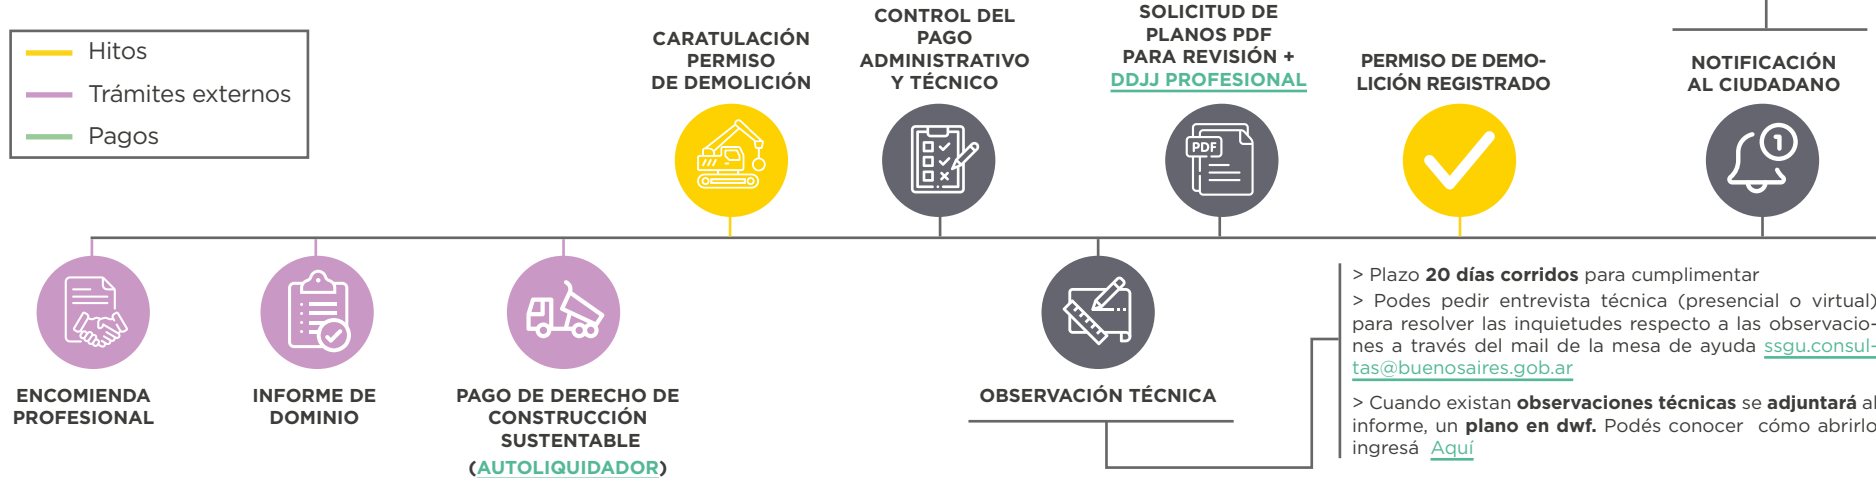 Hitos
Trámites externos
Pagos
CARATULACIÓN
PERMISO
DE DEMOLICIÓN
CONTROL DEL
PAGO
ADMINISTRATIVO
Y TÉCNICO
SOLICITUD DE
PLANOS PDF
PARA REVISIÓN +
DDJJ PROFESIONAL
PERMISO DE DEMO-
LICIÓN REGISTRADO
NOTIFICACIÓN
AL CIUDADANO
PDF
1
ENCOMIENDA
PROFESIONAL
INFORME DE
DOMINIO
PAGO DE DERECHO DE
CONSTRUCCIÓN
SUSTENTABLE
(AUTOLIQUIDADOR)
OBSERVACIÓN TÉCNICA
> Plazo 20 días corridos para cumplimentar
> Podes pedir entrevista técnica (presencial o virtual)
para resolver las inquietudes respecto a las observacio-
nes a través del mail de la mesa de ayuda ssgu.consul-
tas@buenosaires.gob.ar
> Cuando existan observaciones técnicas se adjuntará al
informe, un plano en dwf. Podés conocer cómo abrirlo
ingresá Aquí